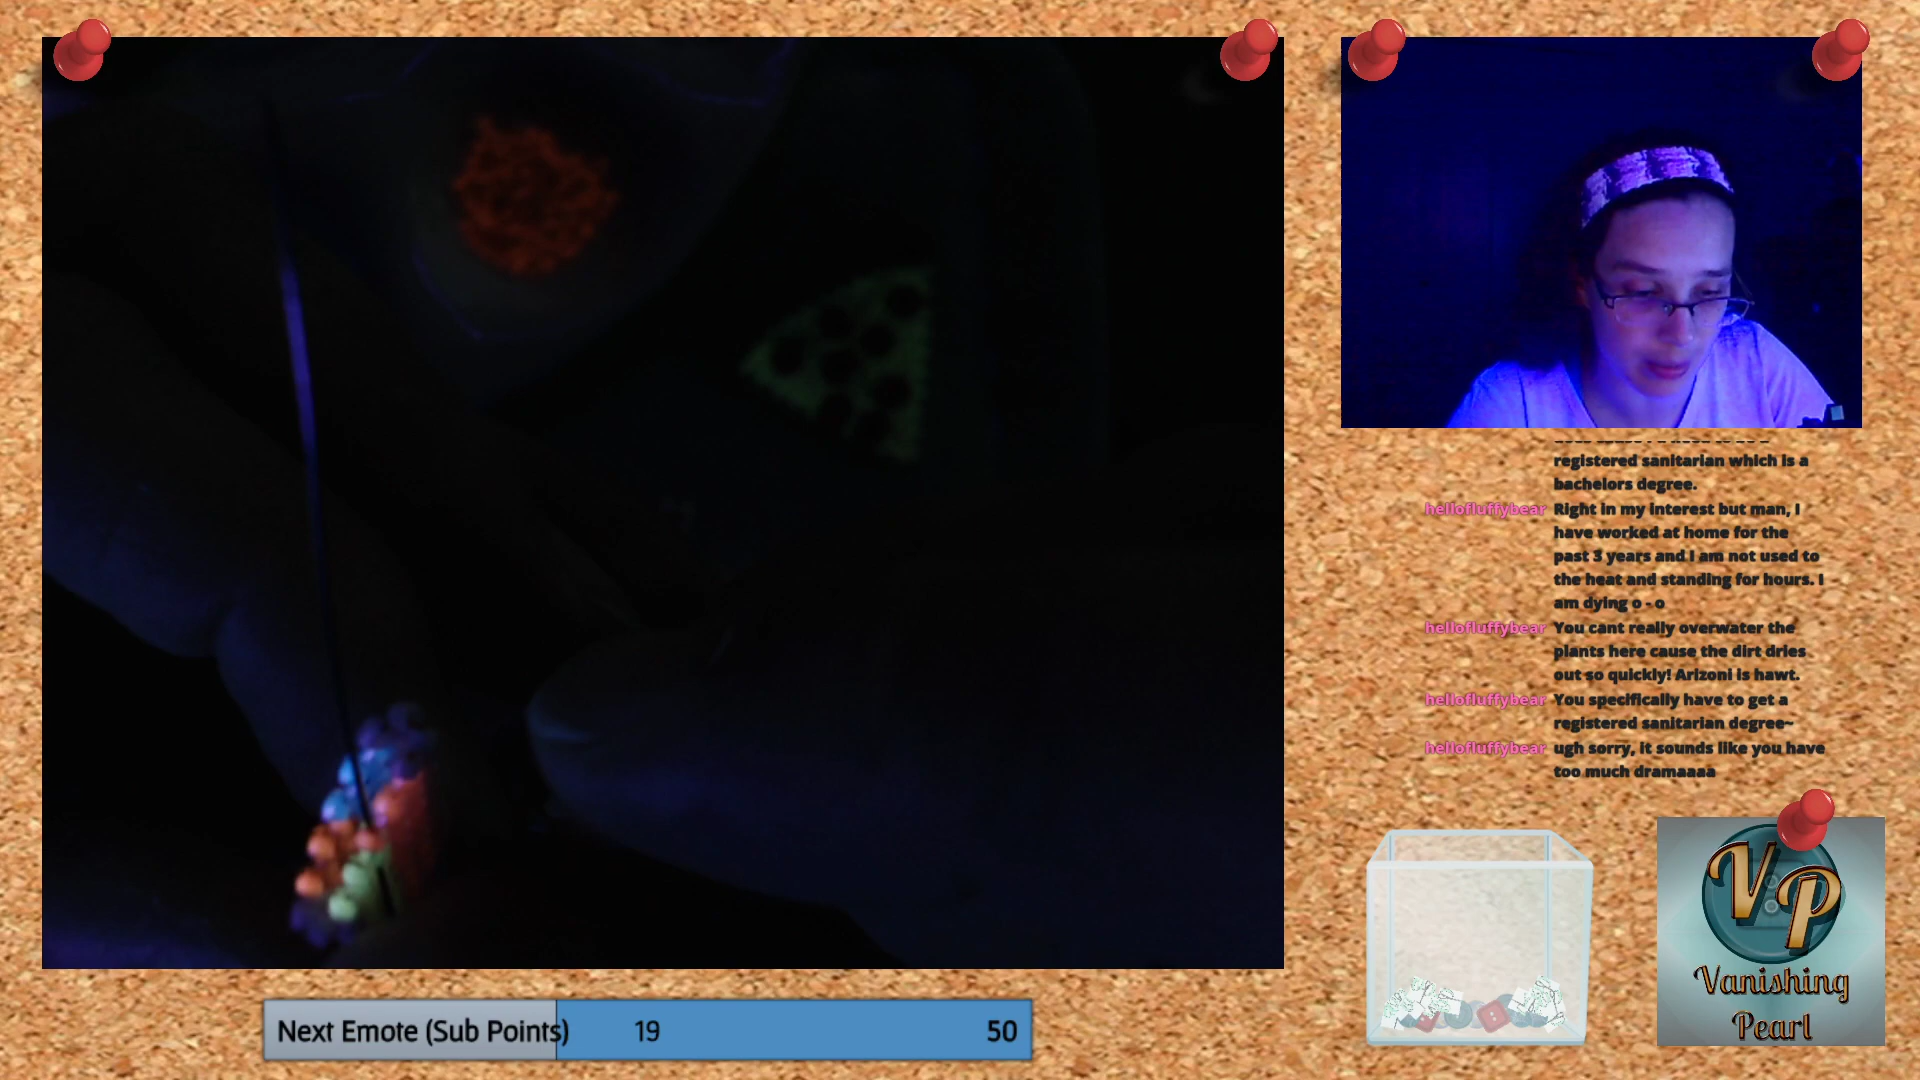 registered sanitarian which is a
bachelors degree.
hellofluffybear Right in my interest but man, I
have worked at home for the
past 3 years and I am not used to
the heat and standing for hours. I
am dying o - o
hellofluffybear You cant really overwater the
plants here cause the dirt dries
out so quickly! Arizoni is hawt.
hellofluffybear You specifically have to get a
registered sanitarian degree~
hellofluffybear ugh sorry, it sounds like you have
too much dramaaaa
Next Emote (Sub Points) 19 50
VP
Vanishing
Pearl